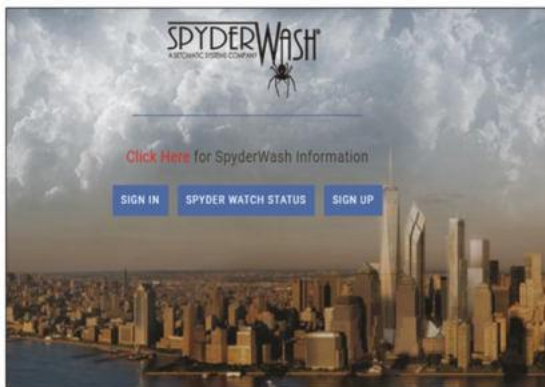 SPYDERWASH®
A SETOMATIC SYSTEMS COMPANY
Click Here for SpyderWash Information
SIGN IN SPYDER WATCH STATUS SIGN UP